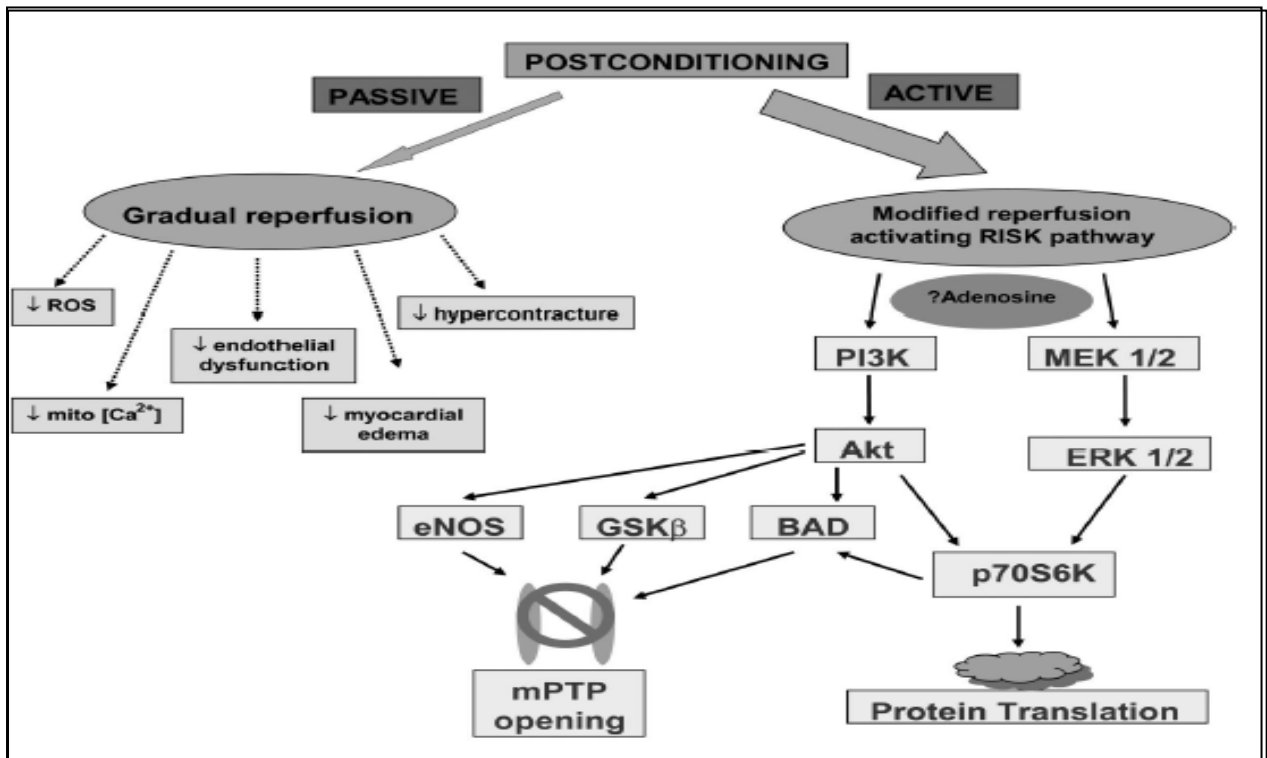 POSTCONDITIONING
PASSIVE
ACTIVE
Gradual reperfusion
Modified reperfusion
activating RISK pathway
?Adenosine
↓ ROS
↓ hypercontracture
↓ endothelial
dysfunction
↓ mito [Ca²⁺]
↓ myocardial
edema
PI3K
MEK 1/2
Akt
ERK 1/2
eNOS
GSKβ
BAD
p70S6K
mPTP
opening
Protein Translation